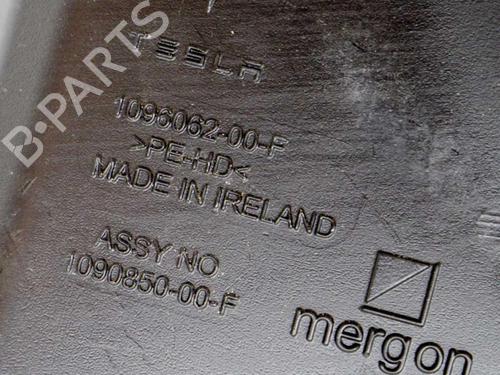 B-PARTS
TESLA
1096062-00-F
>PE-HD<
MADE IN IRELAND
ASSY NO.
1090850-00-F
mergon